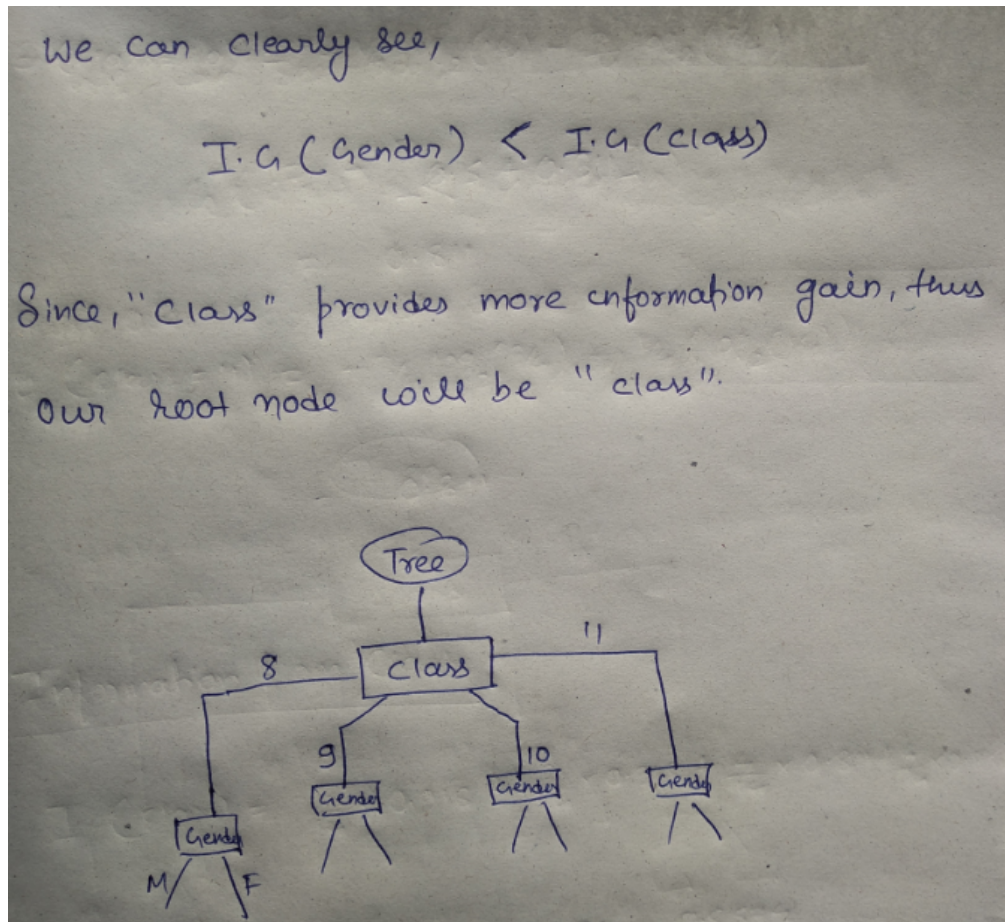 We can clearly see,
I.G (Gender) < I.G (Class)
Since, "Class" provides more information gain, thus
our root node will be "class".
Tree
Class
8
11
9
10
Gender
Gender
Gender
Gender
M
F